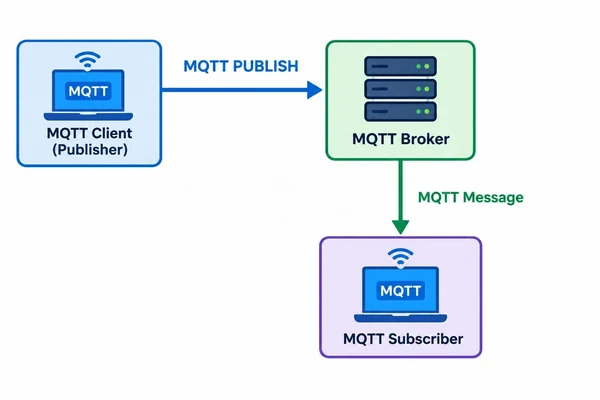 MQTT PUBLISH
MQTT
MQTT Client
(Publisher)
MQTT Broker
MQTT Message
MQTT
MQTT Subscriber